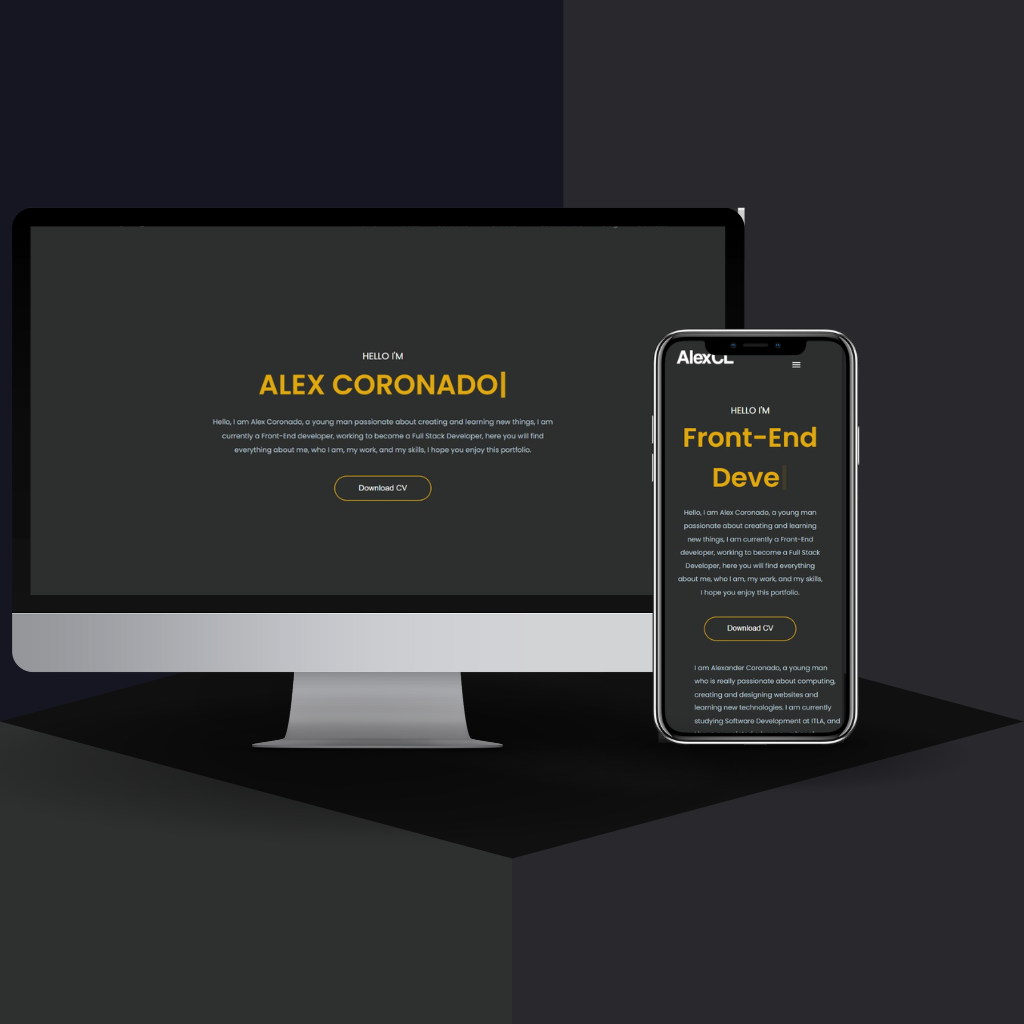 HELLO I'M
ALEX CORONADO|
Hello, I am Alex Coronado, a young man passionate about creating and learning new things, I am
currently a Front-End developer, working to become a Full Stack Developer, here you will find
everything about me, who I am, my work, and my skills, I hope you enjoy this portfolio.
Download CV
AlexCL
HELLO I'M
Front-End
Deve
Hello, I am Alex Coronado, a young man
passionate about creating and learning
new things, I am currently a Front-End
developer, working to become a Full Stack
Developer, here you will find everything
about me, who I am, my work, and my skills,
I hope you enjoy this portfolio.
Download CV
I am Alexander Coronado, a young man
who is really passionate about computing,
creating and designing websites and
learning new technologies. I am currently
studying Software Development at ITLA, and